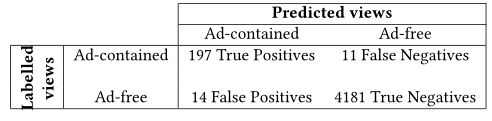 Predicted views
Ad-contained Ad-free
Labelled
views
Ad-contained 197 True Positives 11 False Negatives
Ad-free 14 False Positives 4181 True Negatives